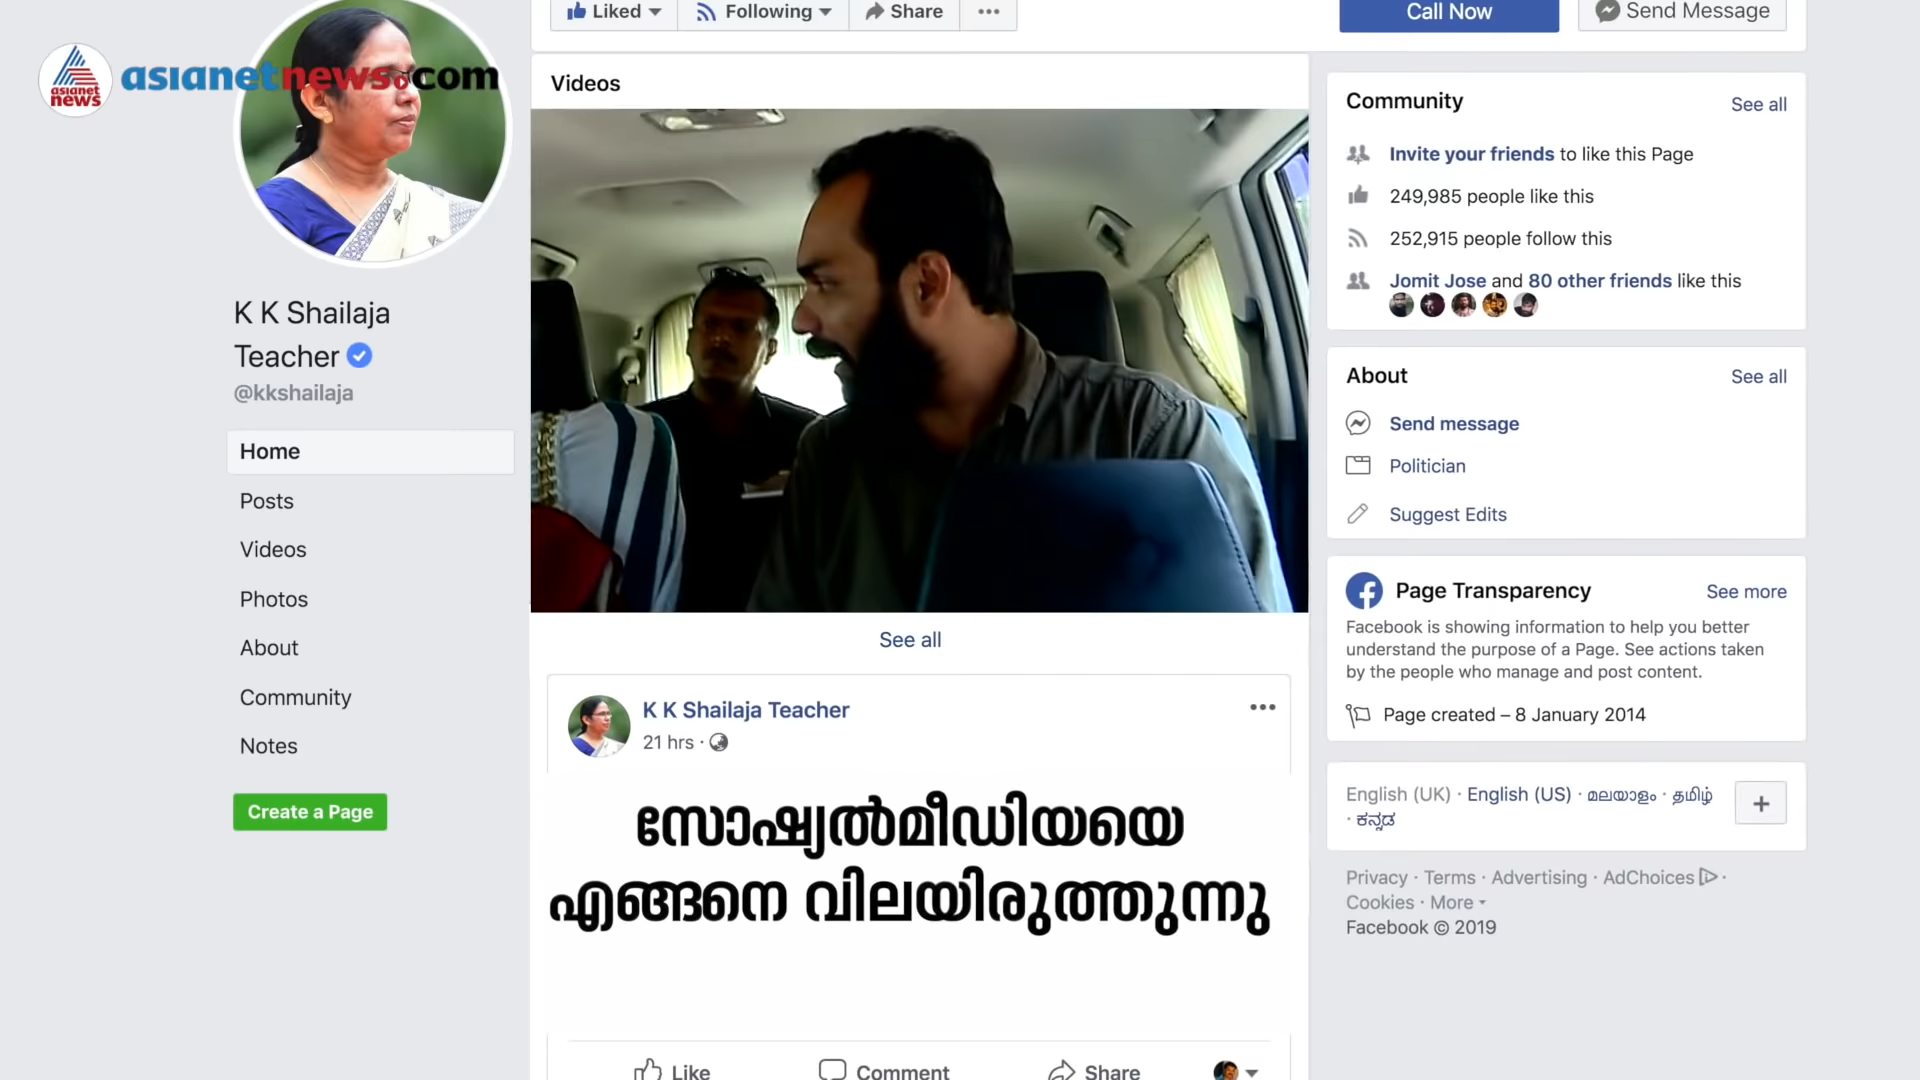 Liked
Following
Share
Call Now
Send Message
asianet news
asianetnews.com
K K Shailaja
Teacher
@kkshailaja
Home
Posts
Videos
Photos
About
Community
Notes
Create a Page
Videos
See all
K K Shailaja Teacher
21 hrs ·
സോഷ്യൽമീഡിയയെ
എങ്ങനെ വിലയിരുത്തുന്നു
Like
Comment
Share
Community
See all
Invite your friends to like this Page
249,985 people like this
252,915 people follow this
Jomit Jose and 80 other friends like this
About
See all
Send message
Politician
Suggest Edits
Page Transparency
See more
Facebook is showing information to help you better
understand the purpose of a Page. See actions taken
by the people who manage and post content.
Page created – 8 January 2014
English (UK) · English (US) · മലയാളം · தமிழ்
· ಕನ್ನಡ
Privacy · Terms · Advertising · AdChoices ·
Cookies · More
Facebook © 2019